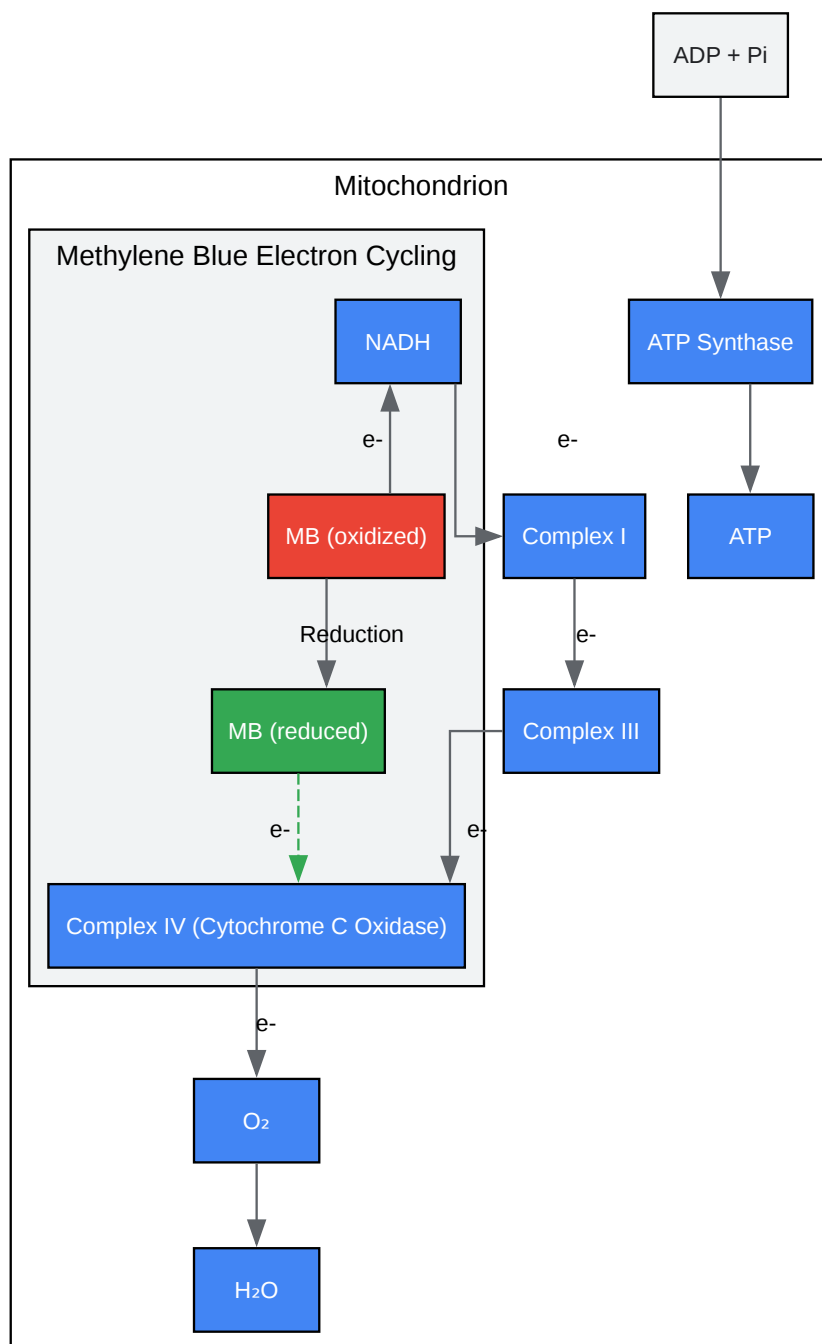 ADP + Pi
Mitochondrion
Methylene Blue Electron Cycling
NADH
ATP Synthase
e-
e-
MB (oxidized)
Complex I
ATP
Reduction
e-
MB (reduced)
Complex III
e-
e-
Complex IV (Cytochrome C Oxidase)
e-
O₂
H₂O